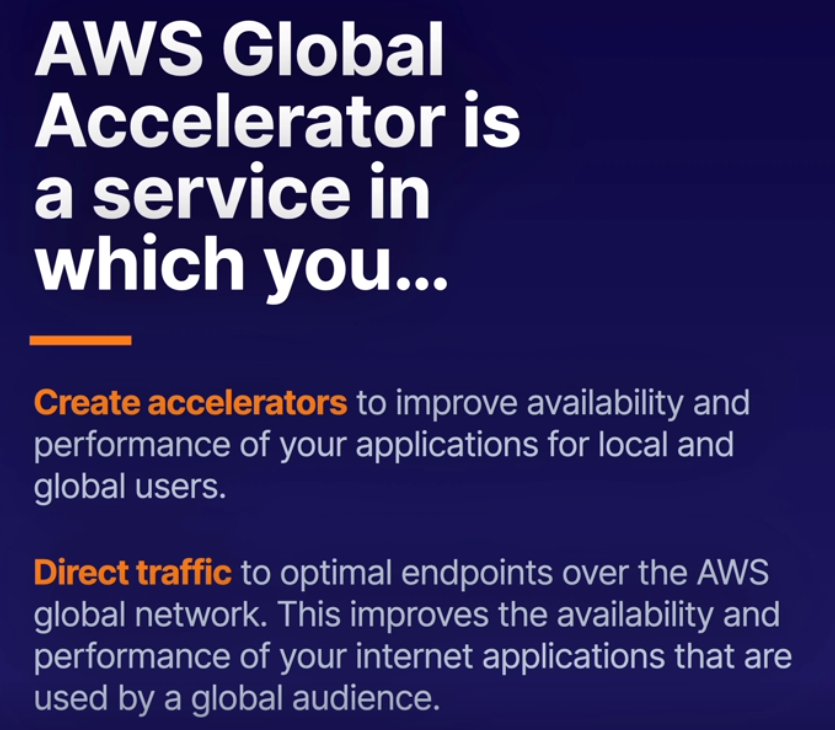 AWS Global
Accelerator is
a service in
which you...
Create accelerators to improve availability and
performance of your applications for local and
global users.
Direct traffic to optimal endpoints over the AWS
global network. This improves the availability and
performance of your internet applications that are
used by a global audience.